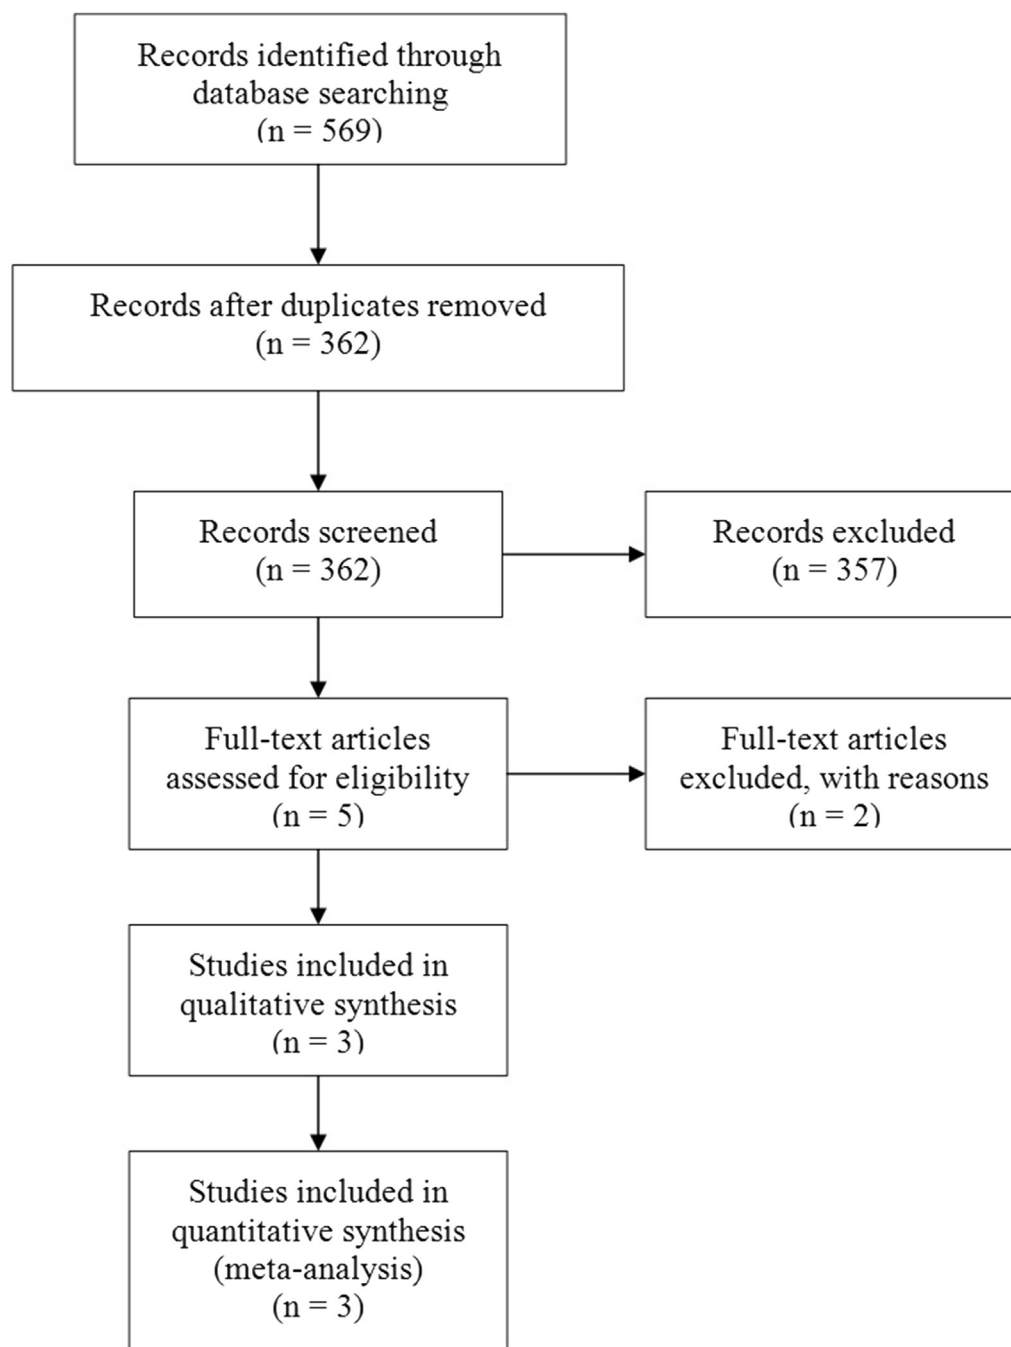 Records identified through
database searching
(n = 569)
Records after duplicates removed
(n = 362)
Records screened
(n = 362)
Records excluded
(n = 357)
Full-text articles
assessed for eligibility
(n = 5)
Full-text articles
excluded, with reasons
(n = 2)
Studies included in
qualitative synthesis
(n = 3)
Studies included in
quantitative synthesis
(meta-analysis)
(n = 3)